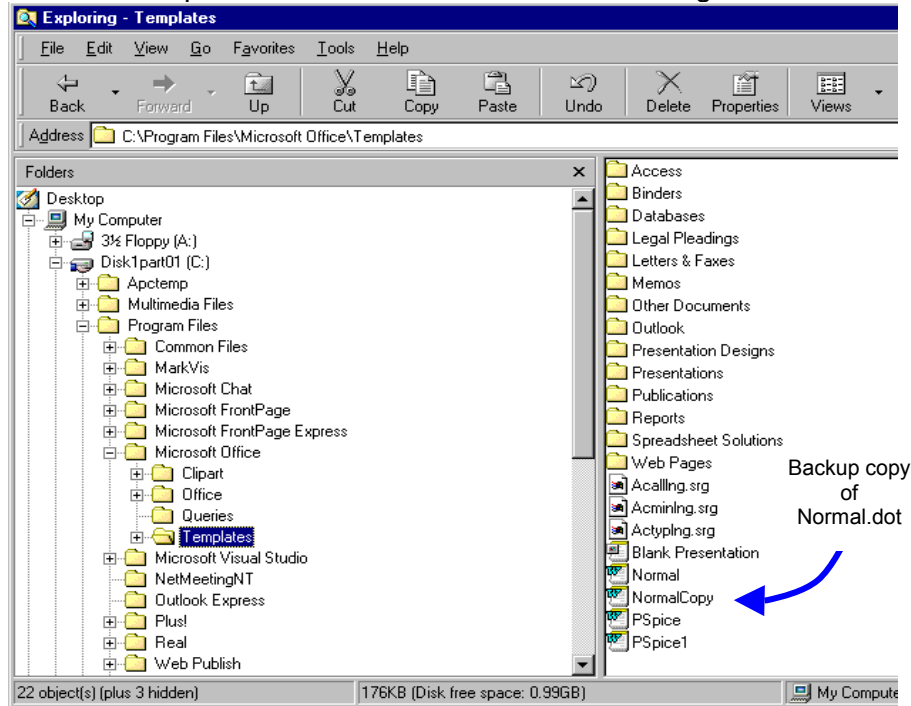 Exploring - Templates
File Edit View Go Favorites Tools Help
Back Forward Up Cut Copy Paste Undo Delete Properties Views
Address C:\Program Files\Microsoft Office\Templates
Folders
Desktop
My Computer
3½ Floppy (A:)
Disk1part01 (C:)
Apctemp
Multimedia Files
Program Files
Common Files
MarkVis
Microsoft Chat
Microsoft FrontPage
Microsoft FrontPage Express
Microsoft Office
Clipart
Office
Queries
Templates
Microsoft Visual Studio
NetMeetingNT
Outlook Express
Plus!
Real
Web Publish
Access
Binders
Databases
Legal Pleadings
Letters & Faxes
Memos
Other Documents
Outlook
Presentation Designs
Presentations
Publications
Reports
Spreadsheet Solutions
Web Pages
Acalllng.srg
Acminlng.srg
Actyplng.srg
Blank Presentation
Normal
NormalCopy
PSpice
PSpice1
Backup copy
of
Normal.dot
22 object(s) (plus 3 hidden) 176KB (Disk free space: 0.99GB) My Compute